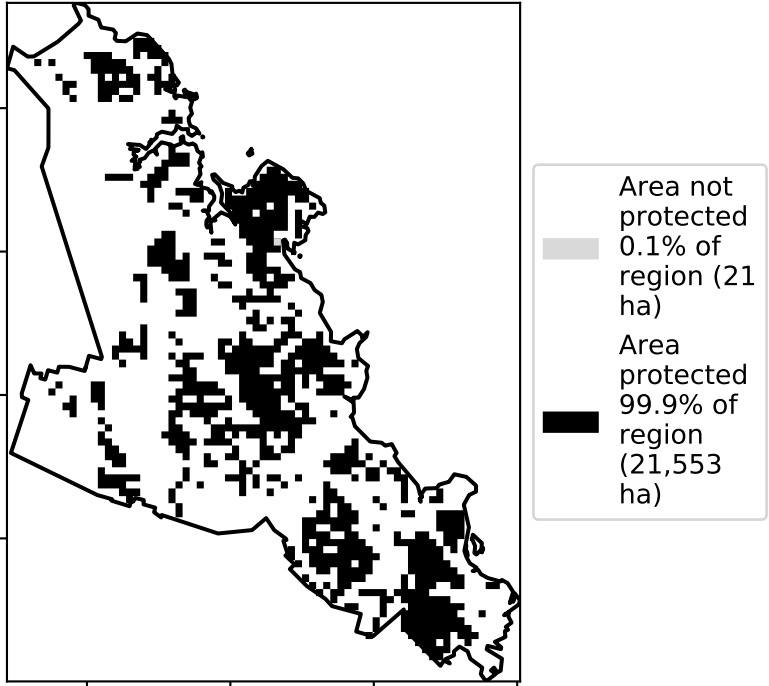 Area not
protected
0.1% of
region (21
ha)
Area
protected
99.9% of
region
(21,553
ha)